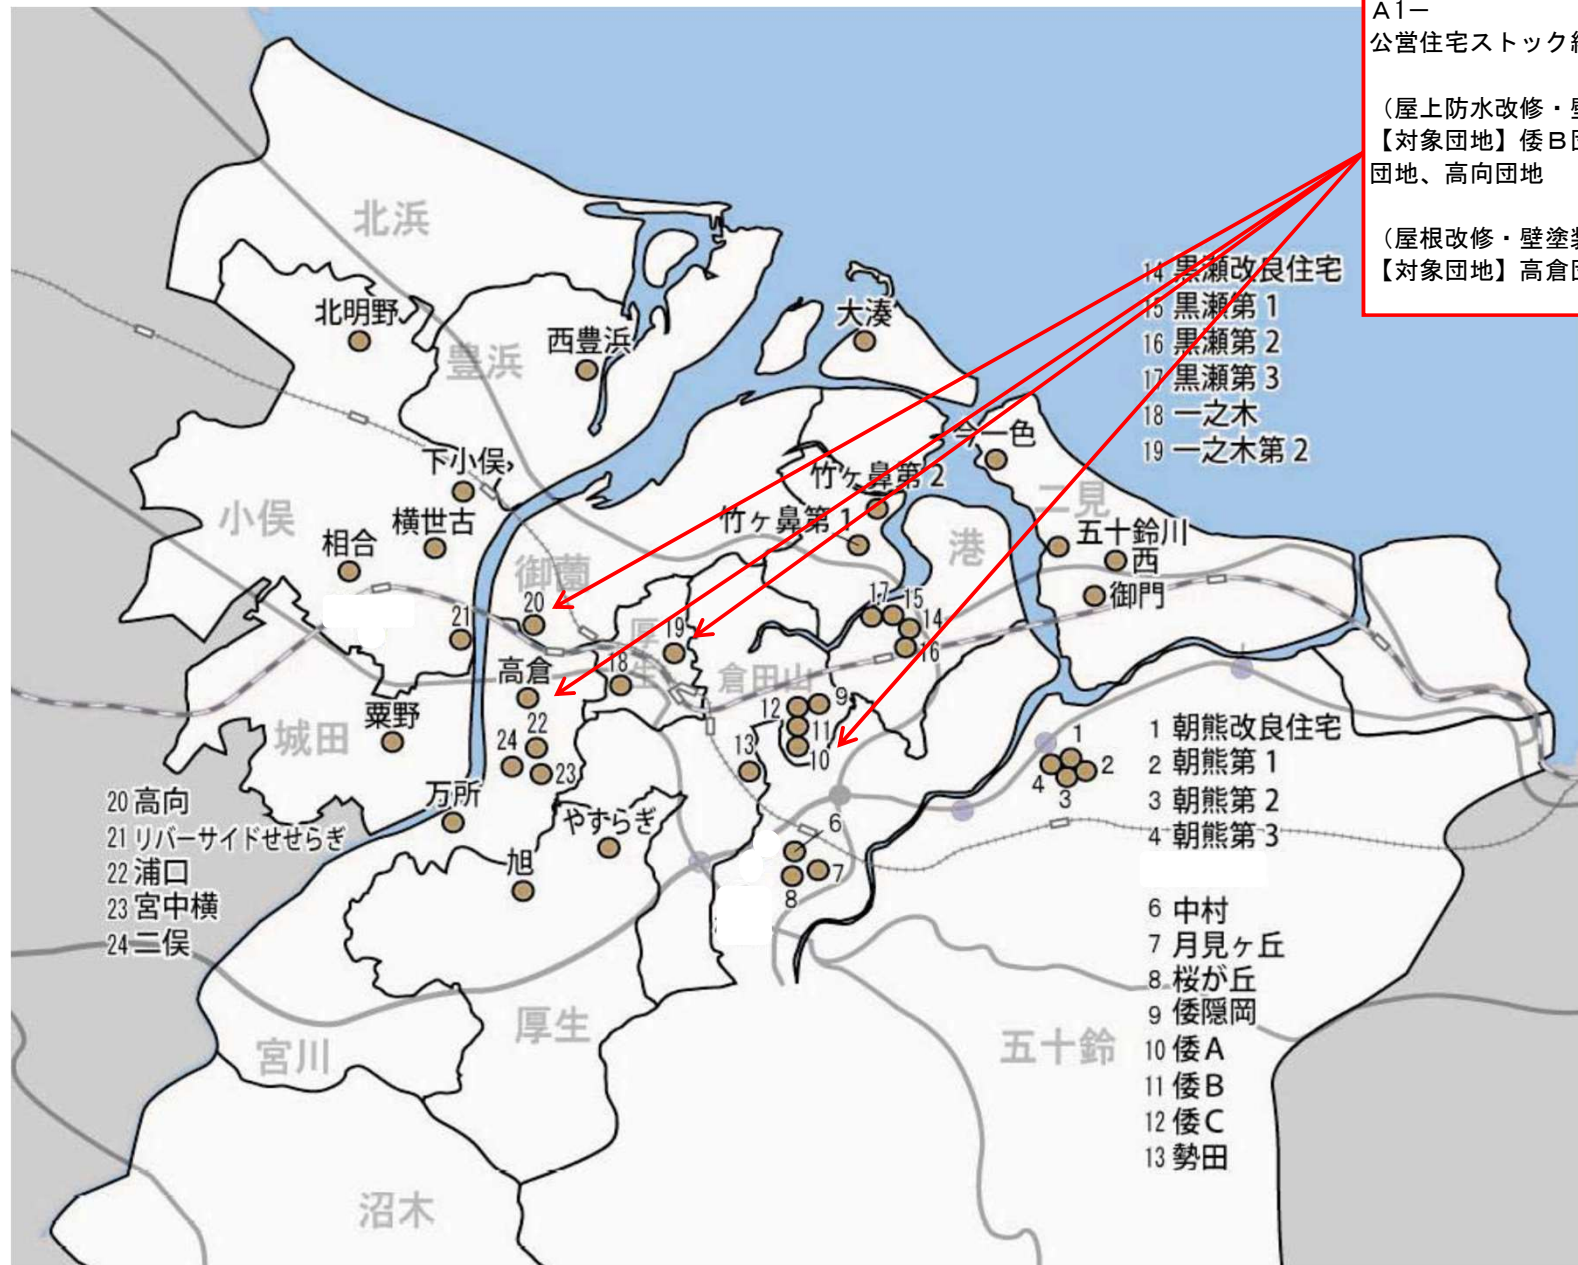 A1－
公営住宅ストック
（屋上防水改修・
【対象団地】倭Ｂ
団地、高向団地
（屋根改修・壁塗
【対象団地】高倉
北浜
北明野
豊浜
西豊浜
大湊
14 黒瀬改良住宅
15 黒瀬第１
16 黒瀬第２
17 黒瀬第３
18 一之木
19 一之木第２
今一色
二見
下小俣
竹ヶ鼻第２
竹ヶ鼻第１
小俣
横世古
相合
港
五十鈴川
西
御門
御薗
20
17
15
14
16
21
厚生
19
18
高倉
倉田山
城田
粟野
12
9
11
10
13
22
24
23
1
2
4
3
1 朝熊改良住宅
2 朝熊第１
3 朝熊第２
4 朝熊第３
20 高向
21 リバーサイドせせらぎ
22 浦口
23 宮中横
24 二俣
万所
やすらぎ
旭
6
7
8
6 中村
7 月見ヶ丘
8 桜が丘
9 倭隠岡
10 倭Ａ
11 倭Ｂ
12 倭Ｃ
13 勢田
厚生
宮川
五十鈴
沼木